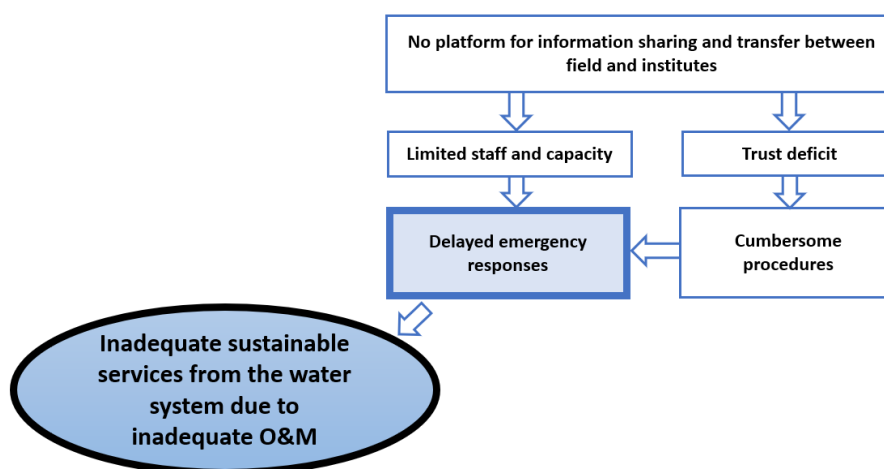 No platform for information sharing and transfer between
field and institutes
Limited staff and capacity
Trust deficit
Delayed emergency
responses
Cumbersome
procedures
Inadequate sustainable
services from the water
system due to
inadequate O&M